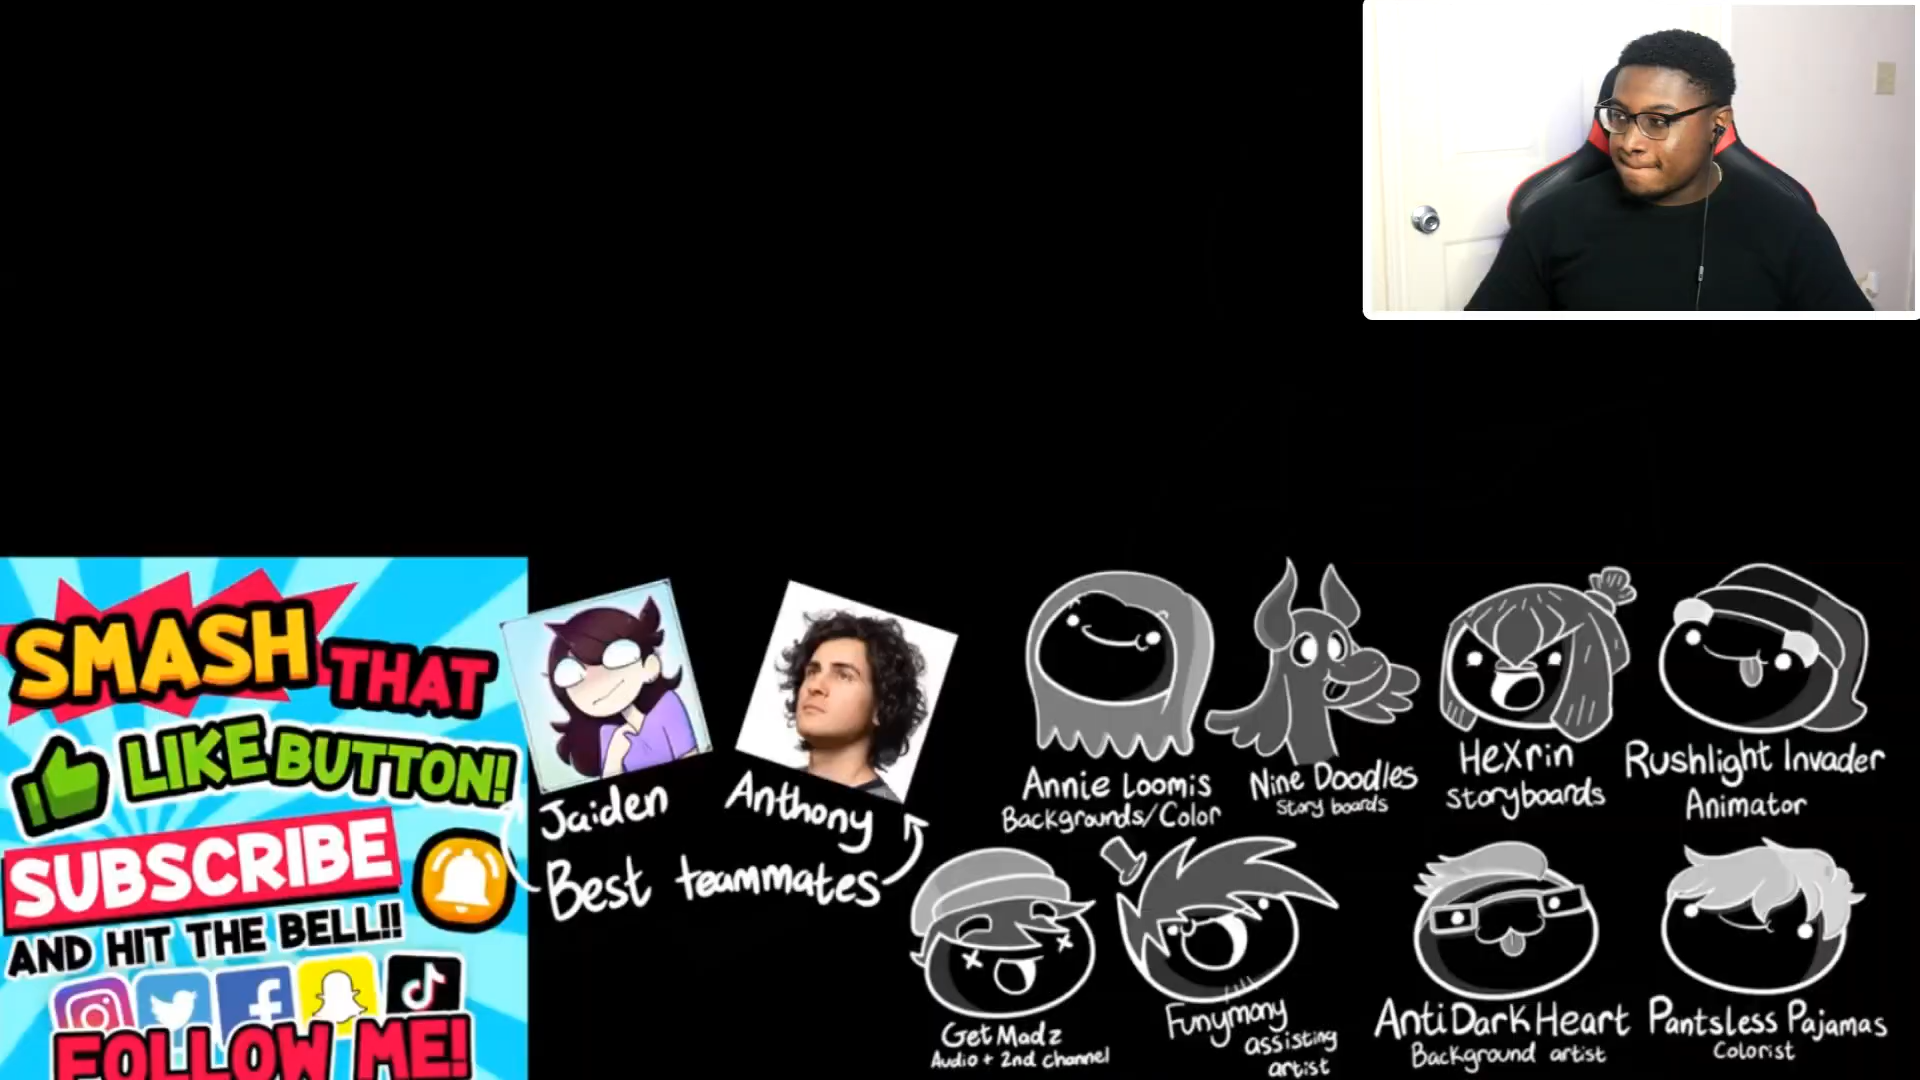 SMASH THAT
LIKE BUTTON!
SUBSCRIBE
AND HIT THE BELL!!
FOLLOW ME!
Jaiden
Anthony
Best teammates
Annie Loomis
Backgrounds/Color
Nine Doodles
Story boards
HeXrin
storyboards
Rushlight Invader
Animator
GetMadz
Audio + 2nd channel
Funymony
assisting
artist
AntiDarkHeart
Background artist
Pantsless Pajamas
Colorist